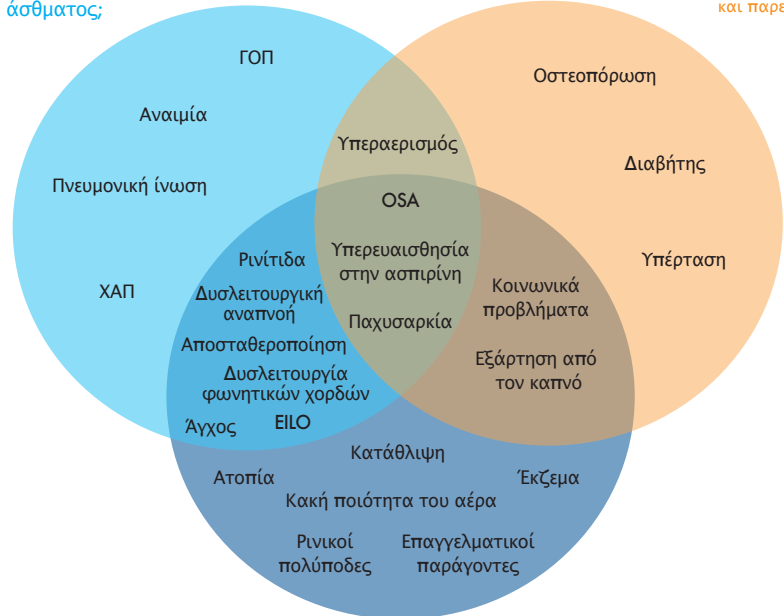 άσθματος;
και παρε
ΓΟΠ
Οστεοπόρωση
Αναιμία
Υπεραερισμός
Διαβήτης
Πνευμονική ίνωση
OSA
Ρινίτιδα
Υπερευαισθησία
στην ασπιρίνη
Υπέρταση
ΧΑΠ
Δυσλειτουργική
αναπνοή
Κοινωνικά
προβλήματα
Παχυσαρκία
Αποσταθεροποίηση
Εξάρτηση από
τον καπνό
Δυσλειτουργία
φωνητικών χορδών
Άγχος
EILO
Κατάθλιψη
Ατοπία
Έκζεμα
Κακή ποιότητα του αέρα
Ρινικοί
πολύποδες
Επαγγελματικοί
παράγοντες